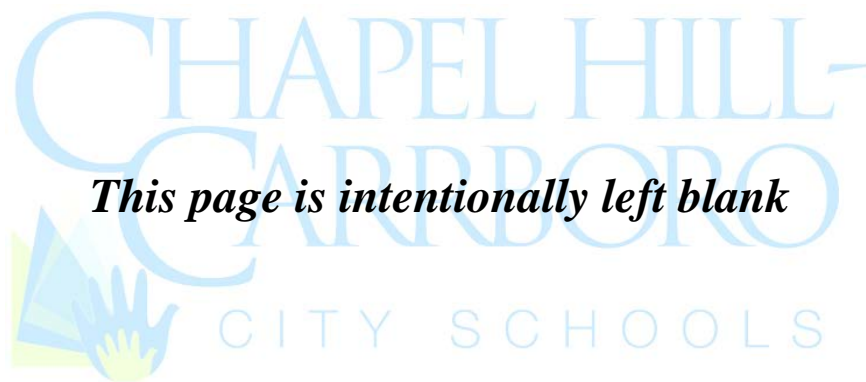 CHAPEL HILL-
CARRBORO
This page is intentionally left blank
CITY SCHOOLS